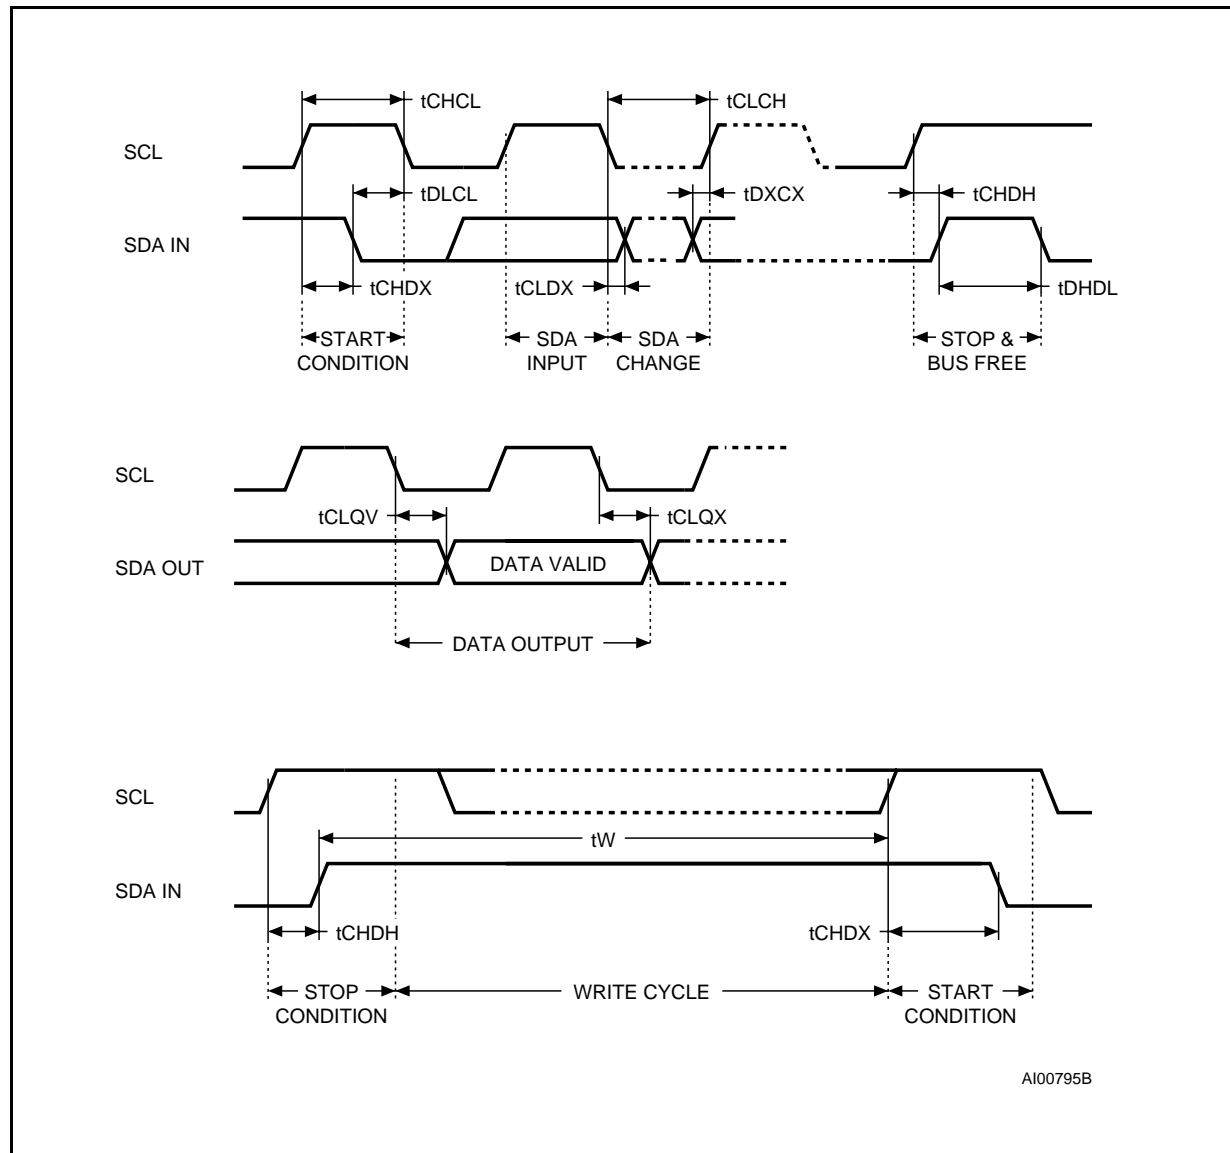 tCHCL
tCLCH
SCL
tDLCL
tDXCX
tCHDH
SDA IN
tCHDX
tCLDX
tDHDL
START
CONDITION
SDA
INPUT
SDA
CHANGE
STOP &
BUS FREE
SCL
tCLQV
tCLQX
SDA OUT
DATA VALID
DATA OUTPUT
SCL
tW
SDA IN
tCHDH
tCHDX
STOP
CONDITION
WRITE CYCLE
START
CONDITION
AI00795B